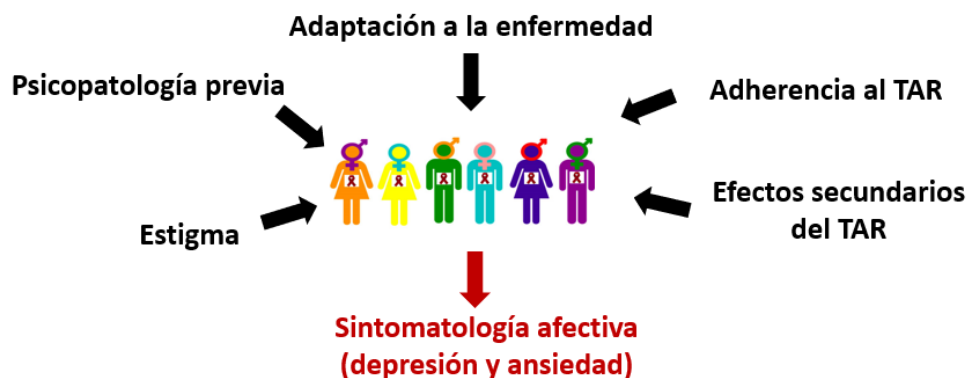 Adaptación a la enfermedad
Psicopatología previa
Adherencia al TAR
Estigma
Efectos secundarios
del TAR
Sintomatología afectiva
(depresión y ansiedad)